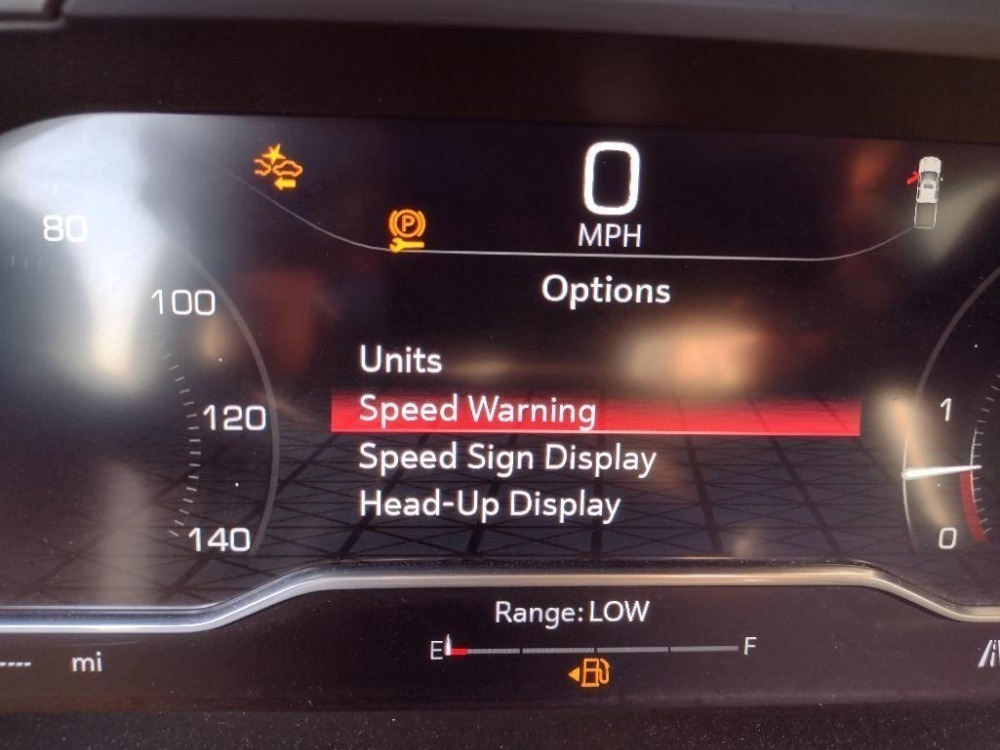 0
MPH
80
100
120
140
P
Options
Units
Speed Warning
Speed Sign Display
Head-Up Display
1
0
Range: LOW
E
F
---- mi